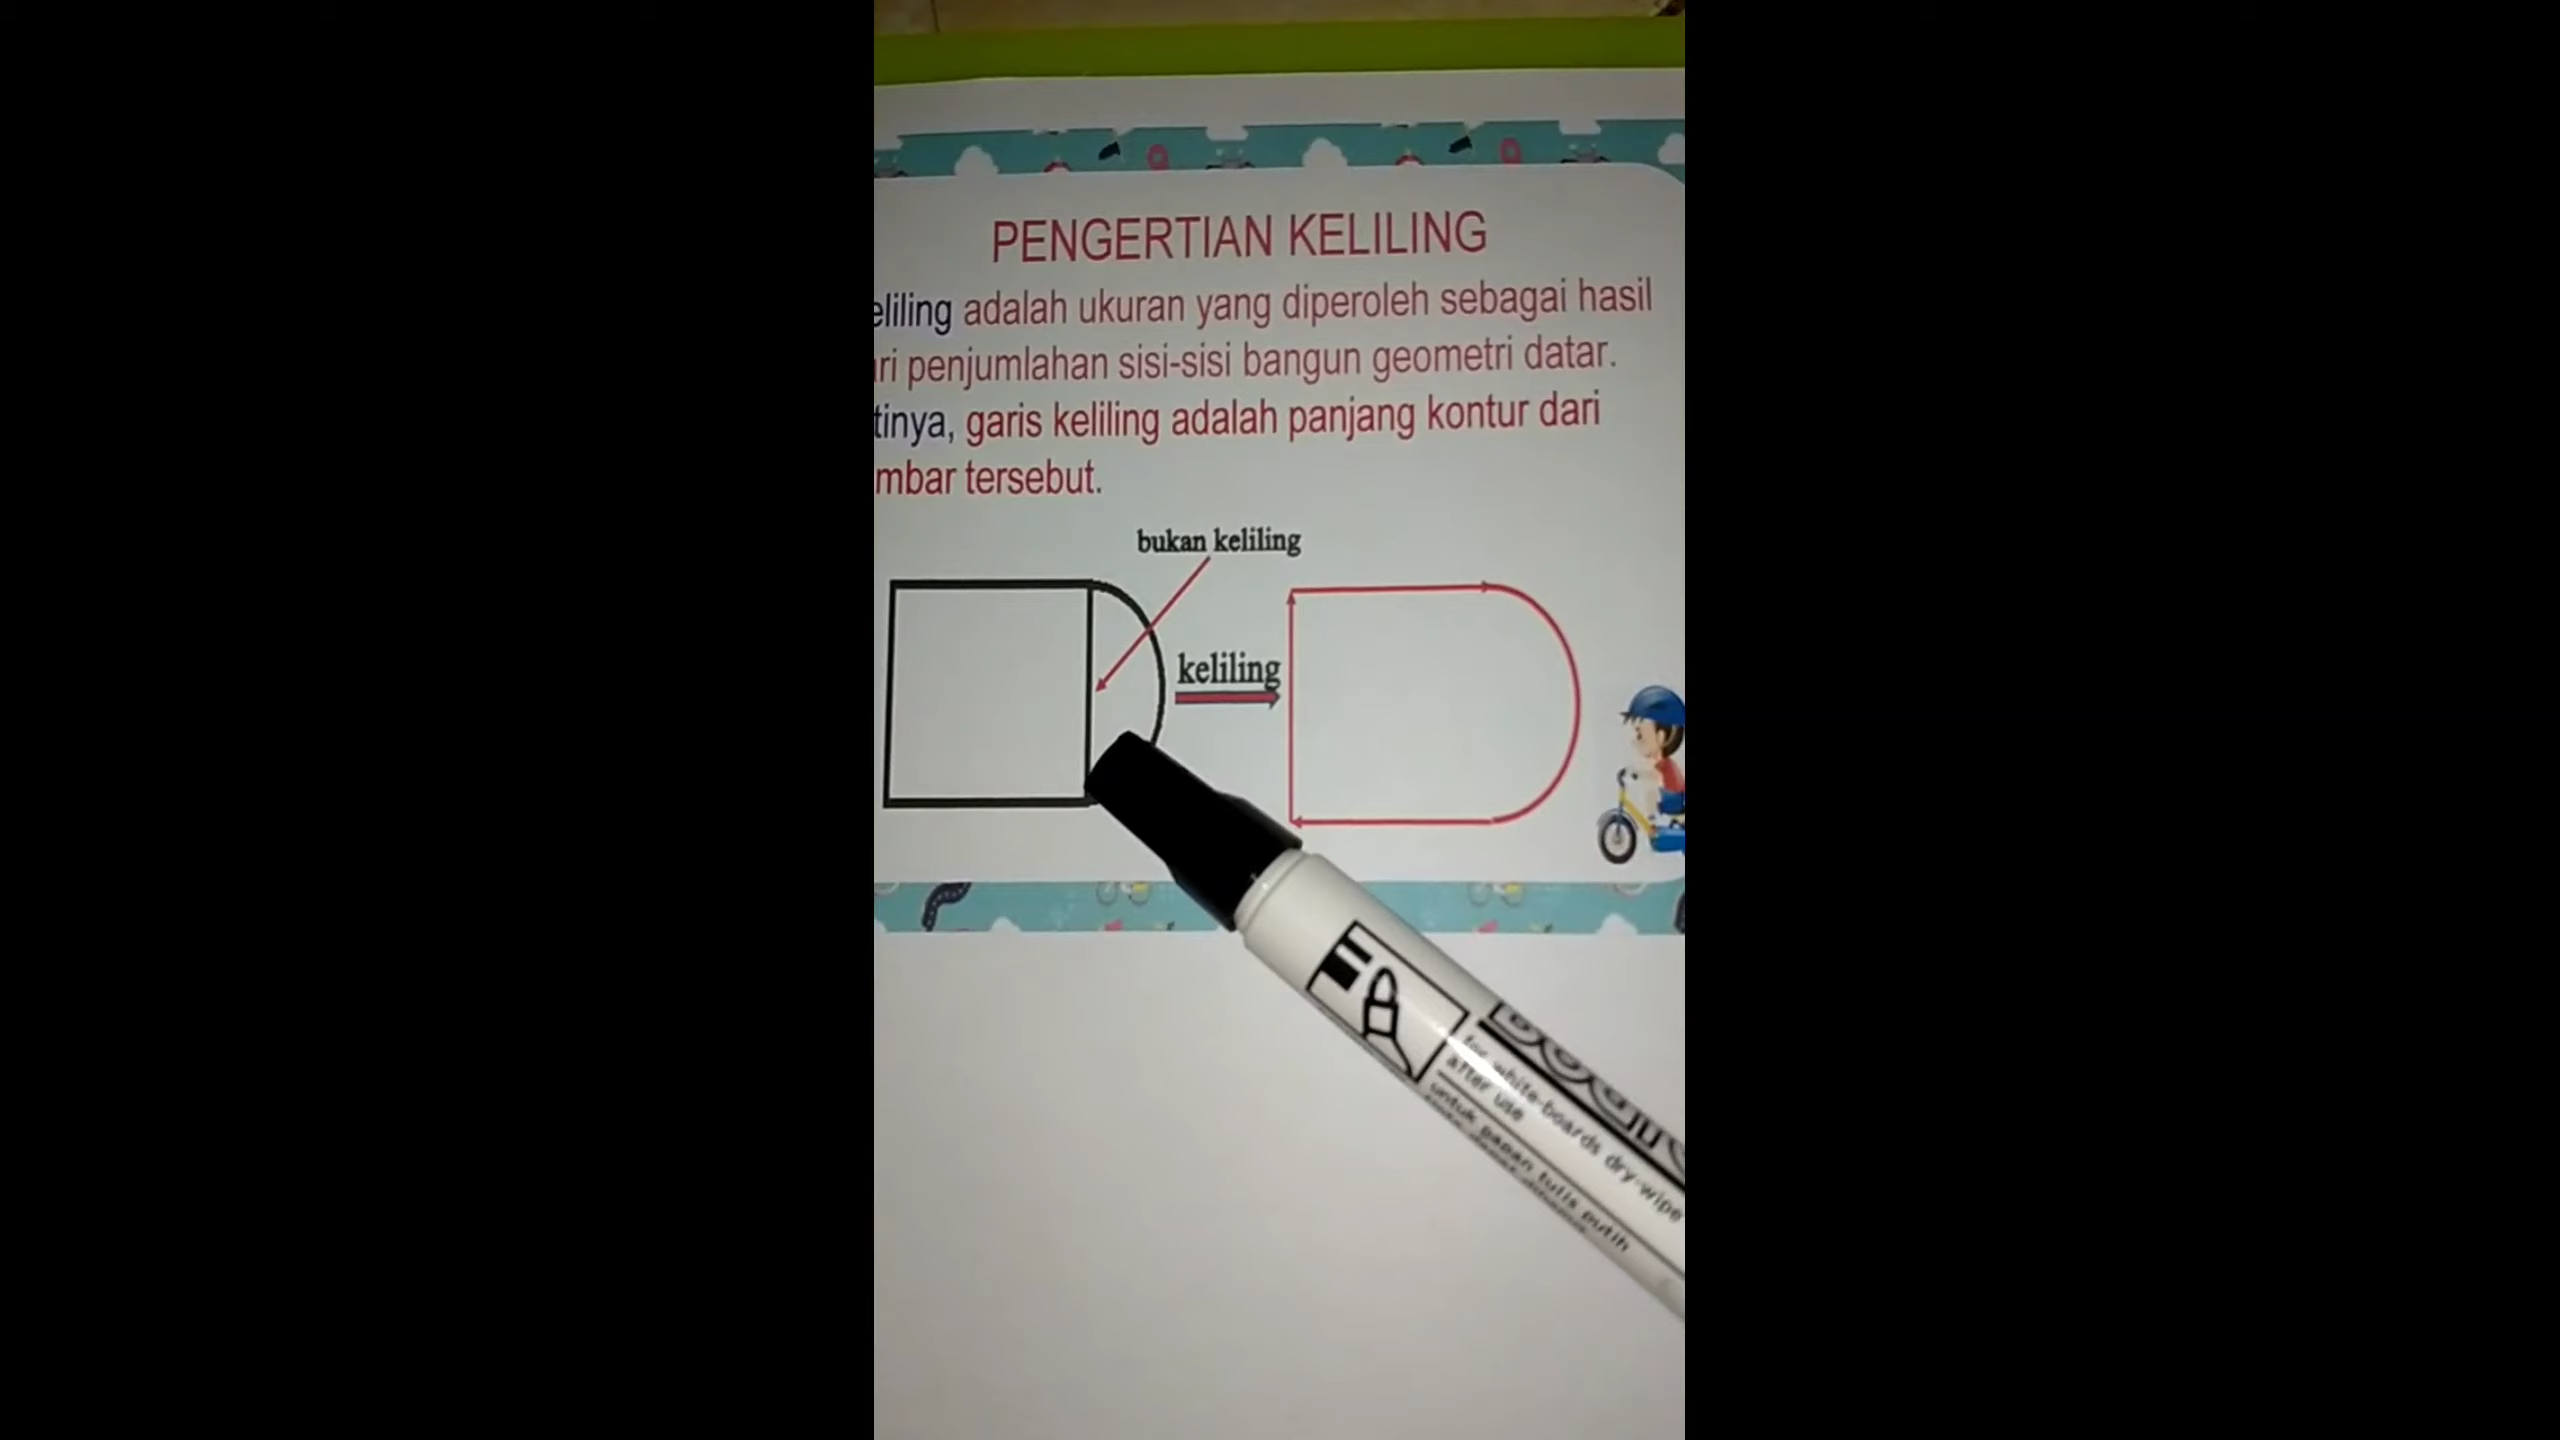 PENGERTIAN KELILING
eliling adalah ukuran yang diperoleh sebagai hasil
ri penjumlahan sisi-sisi bangun geometri datar.
tinya, garis keliling adalah panjang kontur dari
mbar tersebut.
bukan keliling
keliling
for white-boards dry-wipe
after use
untuk papan tulis putih